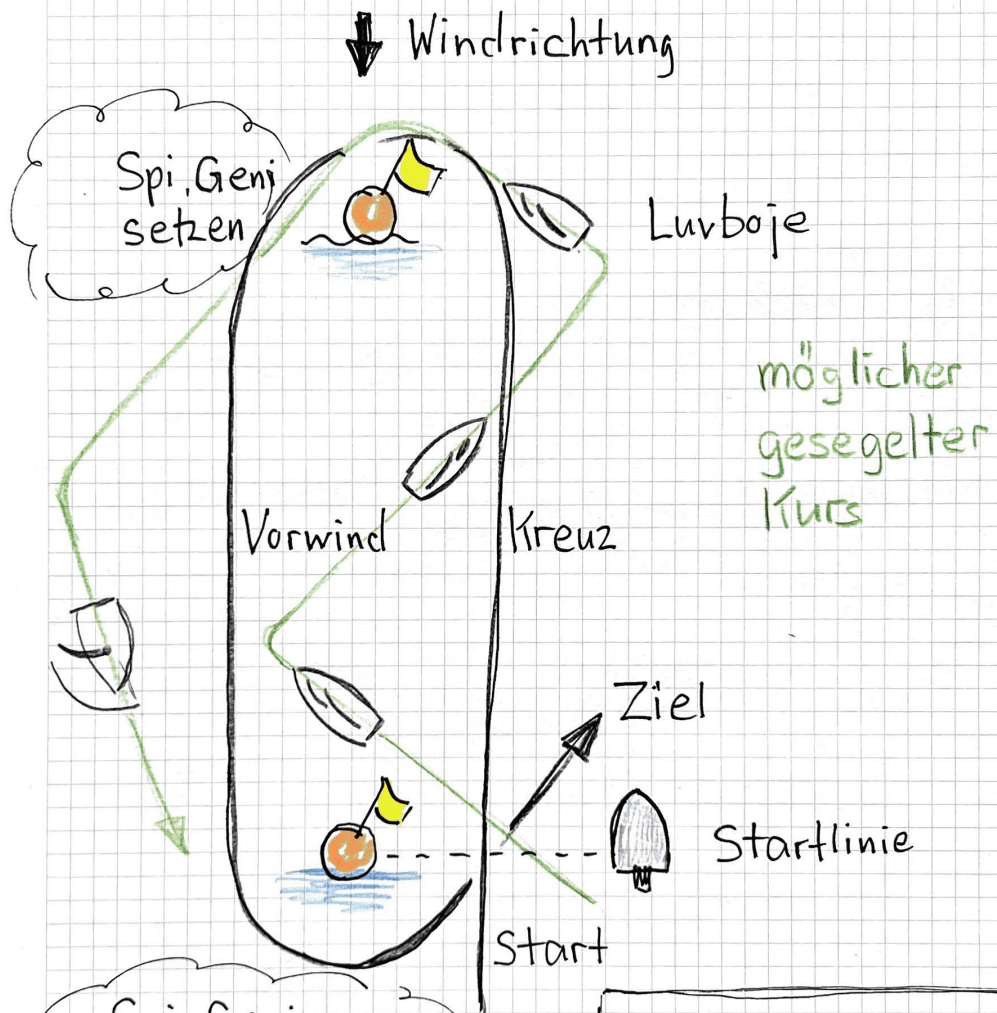 Windrichtung
Spi, Geni
setzen
Luvboje
möglicher
gesegelter
Kurs
Vorwind
Kreuz
Ziel
Startlinie
Start